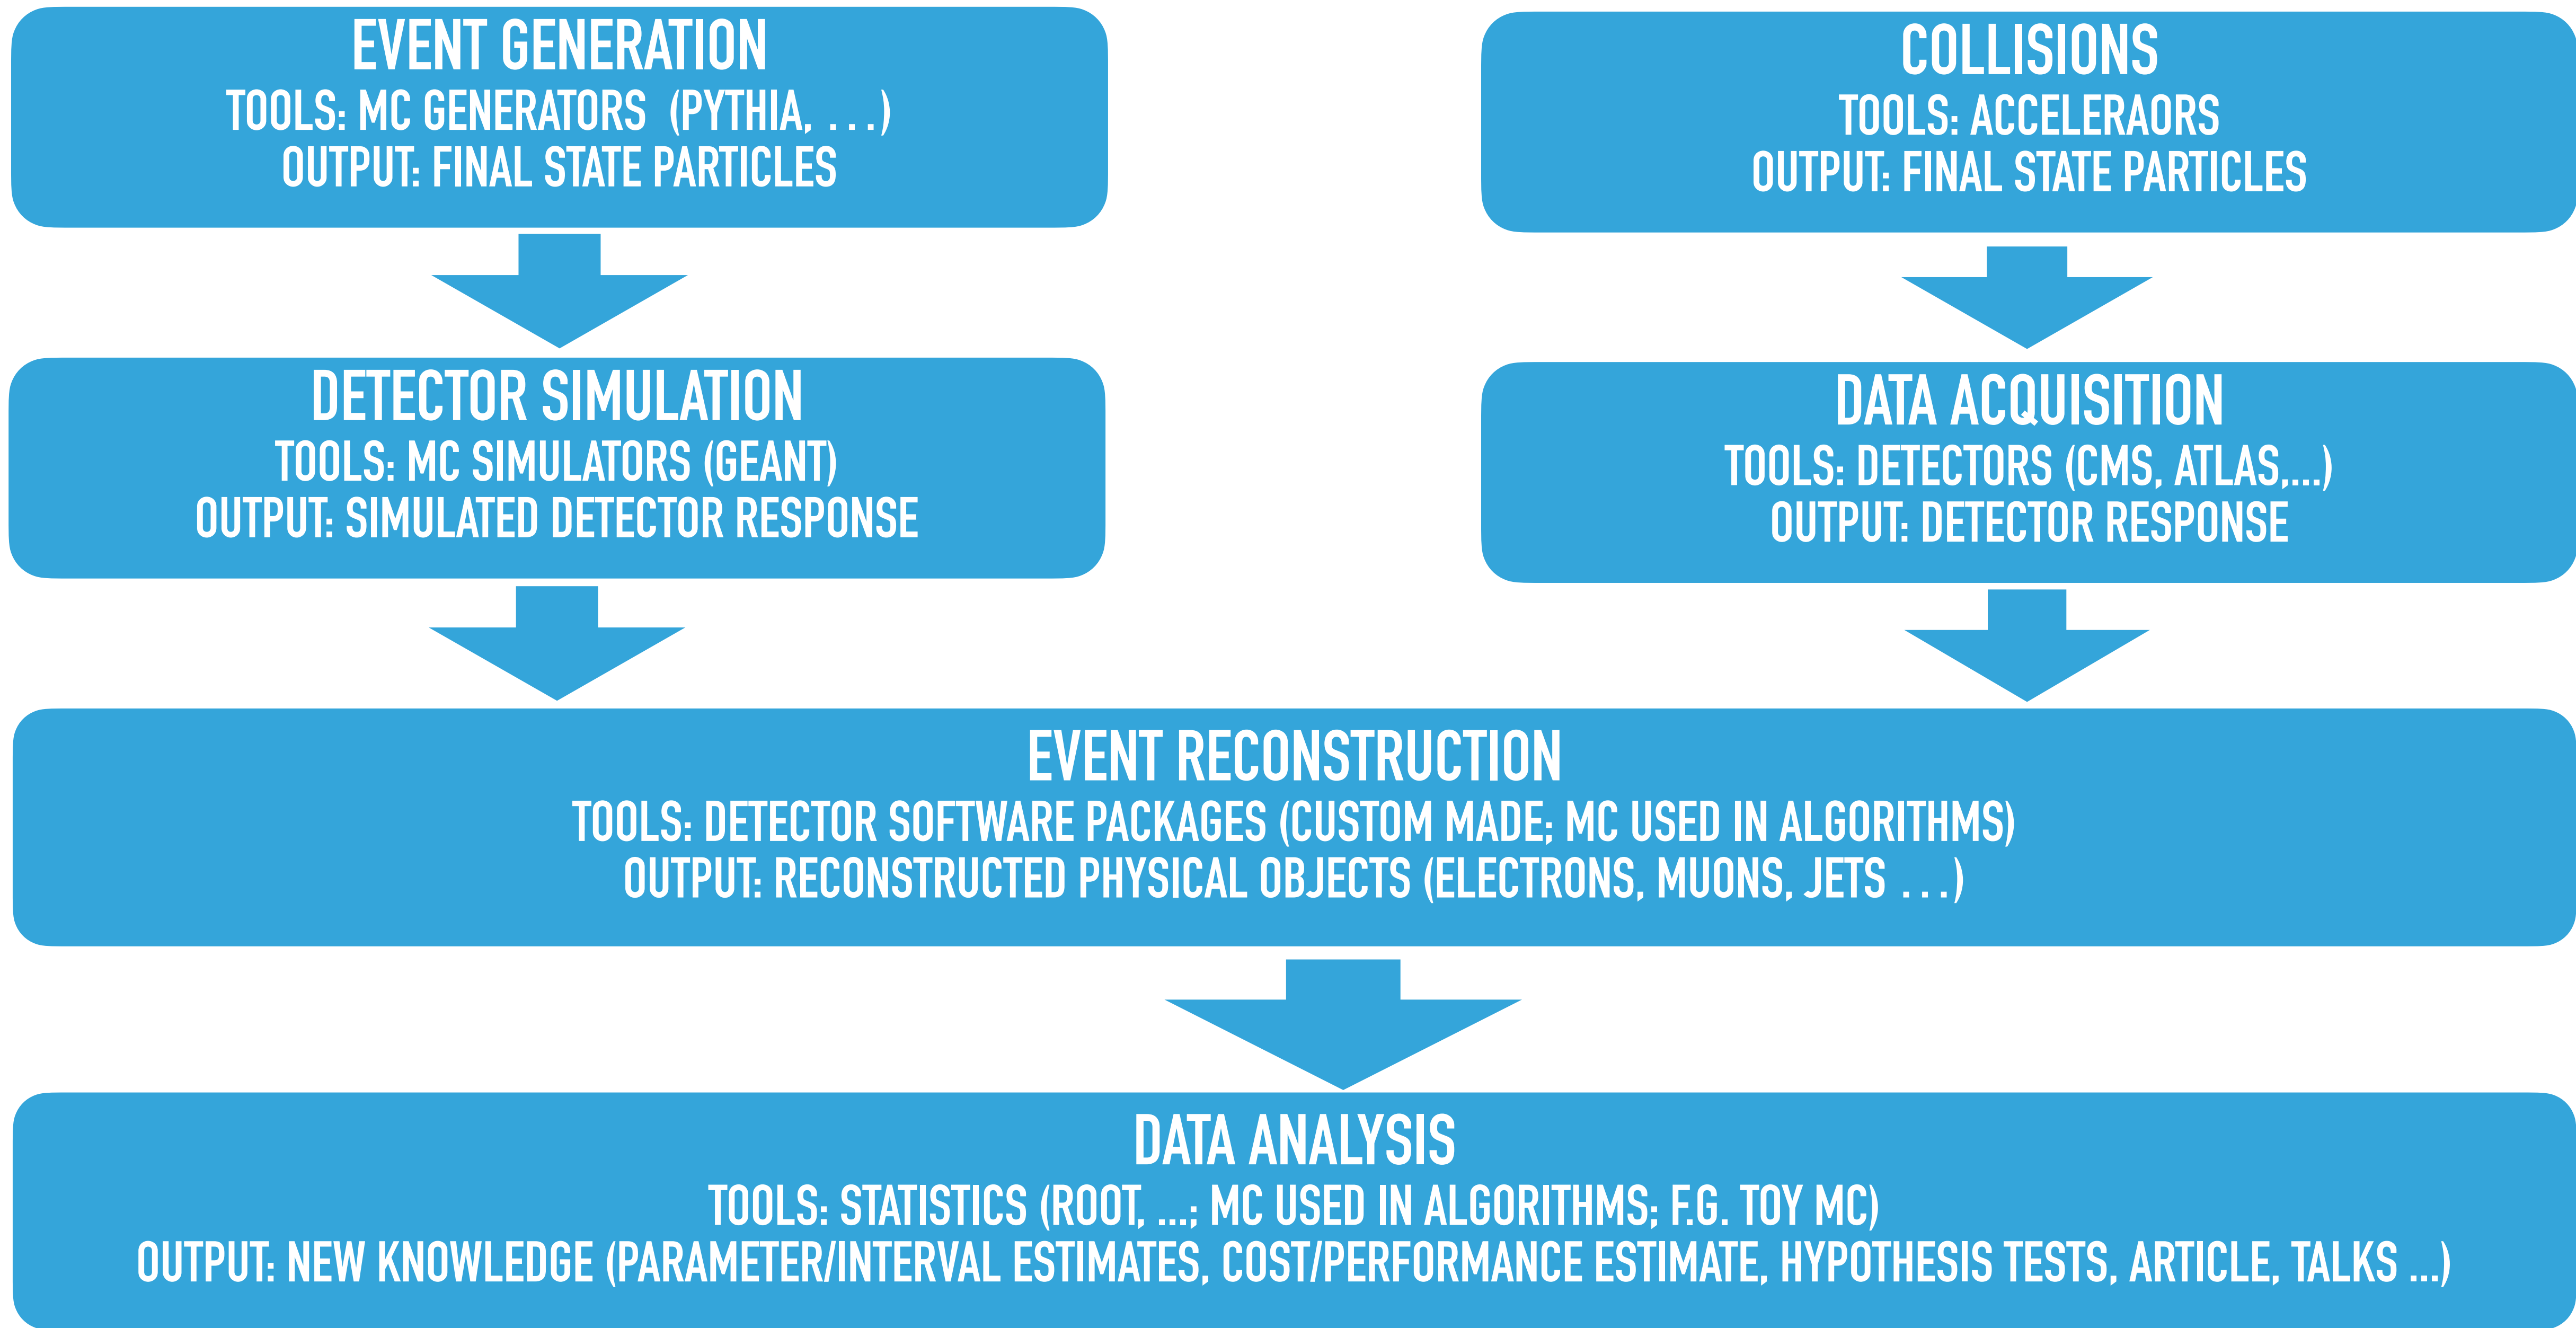 EVENT GENERATION
TOOLS: MC GENERATORS (PYTHIA, ...)
OUTPUT: FINAL STATE PARTICLES
COLLISIONS
TOOLS: ACCELERAORS
OUTPUT: FINAL STATE PARTICLES
DETECTOR SIMULATION
TOOLS: MC SIMULATORS (GEANT)
OUTPUT: SIMULATED DETECTOR RESPONSE
DATA ACQUISITION
TOOLS: DETECTORS (CMS, ATLAS,...)
OUTPUT: DETECTOR RESPONSE
EVENT RECONSTRUCTION
TOOLS: DETECTOR SOFTWARE PACKAGES (CUSTOM MADE; MC USED IN ALGORITHMS)
OUTPUT: RECONSTRUCTED PHYSICAL OBJECTS (ELECTRONS, MUONS, JETS ...)
DATA ANALYSIS
TOOLS: STATISTICS (ROOT, ...; MC USED IN ALGORITHMS; F.G. TOY MC)
OUTPUT: NEW KNOWLEDGE (PARAMETER/INTERVAL ESTIMATES, COST/PERFORMANCE ESTIMATE, HYPOTHESIS TESTS, ARTICLE, TALKS ...)